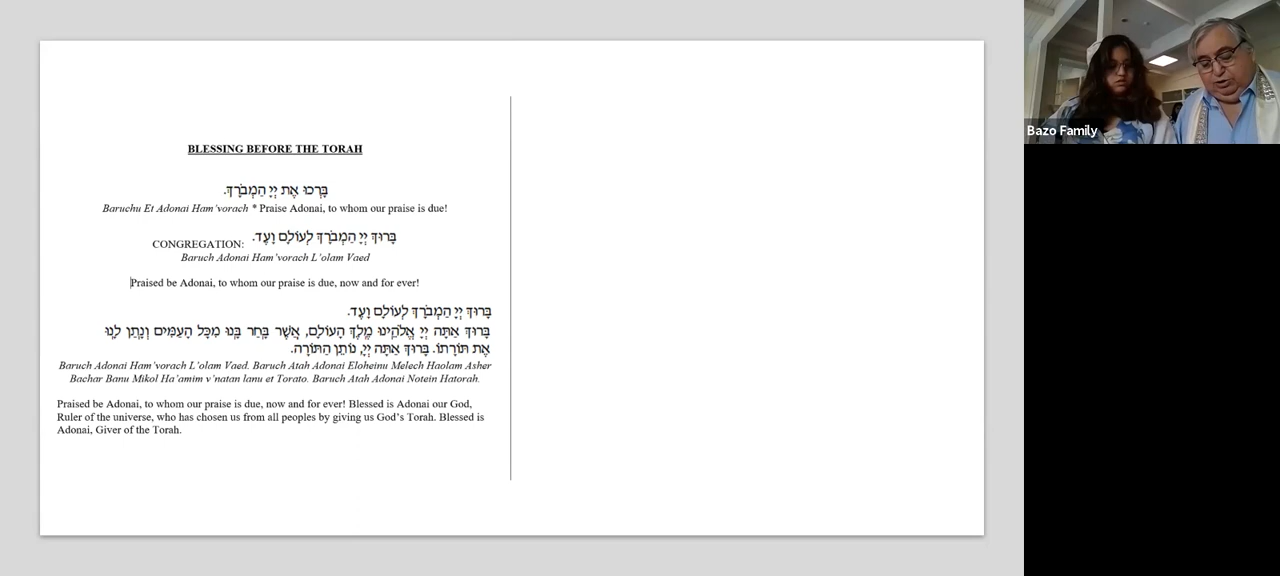 BLESSING BEFORE THE TORAH
בָּרְכוּ אֶת יְיָ הַמְבֹרָךְ.
Baruchu Et Adonai Ham’vorach * Praise Adonai, to whom our praise is due!
CONGREGATION: בָּרוּךְ יְיָ הַמְבֹרָךְ לְעוֹלָם וָעֶד.
Baruch Adonai Ham’vorach L’olam Vaed
Praised be Adonai, to whom our praise is due, now and for ever!
בָּרוּךְ יְיָ הַמְבֹרָךְ לְעוֹלָם וָעֶד.
בָּרוּךְ אַתָּה יְיָ אֱלֹהֵינוּ מֶלֶךְ הָעוֹלָם, אֲשֶׁר בָּחַר בָּנוּ מִכָּל הָעַמִּים וְנָתַן לָנוּ
אֶת תּוֹרָתוֹ. בָּרוּךְ אַתָּה יְיָ, נוֹתֵן הַתּוֹרָה.
Baruch Adonai Ham’vorach L’olam Vaed. Baruch Atah Adonai Eloheinu Melech Haolam Asher
Bachar Banu Mikol Ha’amim v’natan lanu et Torato. Baruch Atah Adonai Notein Hatorah.
Praised be Adonai, to whom our praise is due, now and for ever! Blessed is Adonai our God,
Ruler of the universe, who has chosen us from all peoples by giving us God’s Torah. Blessed is
Adonai, Giver of the Torah.
Bazo Family